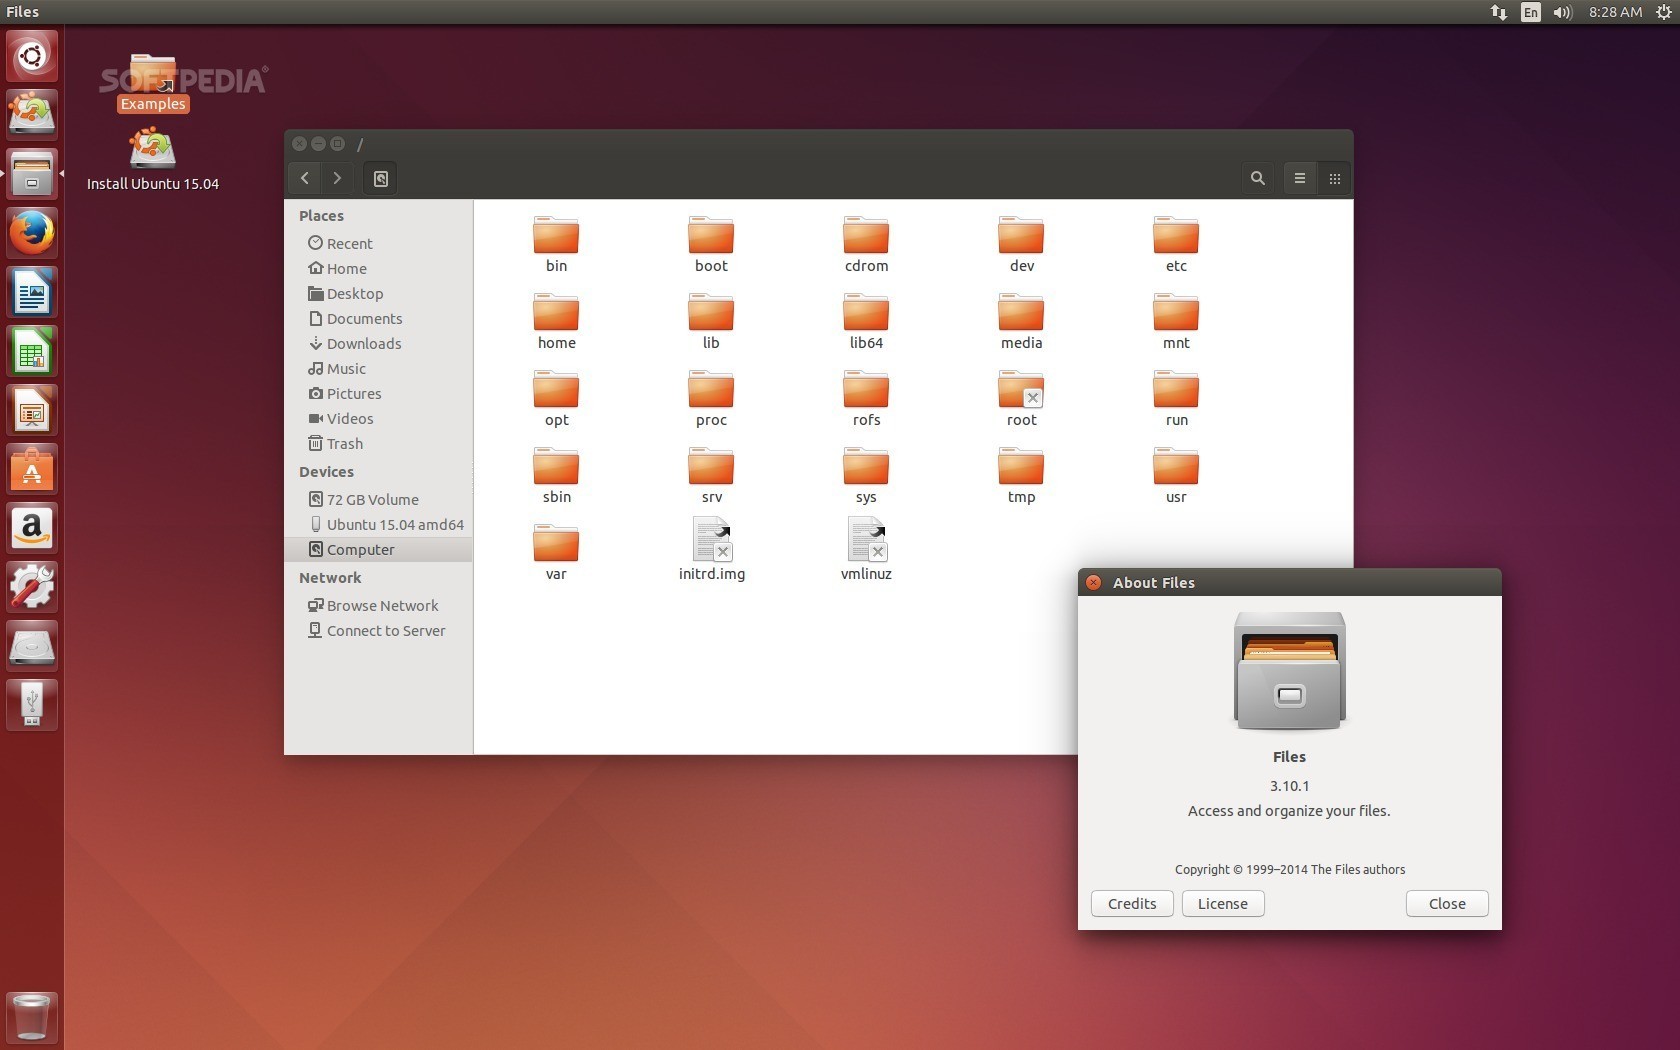 Files
En
8:28 AM
SOFTPEDIA®
Examples
Install Ubuntu 15.04
/
Places
Recent
Home
Desktop
Documents
Downloads
Music
Pictures
Videos
Trash
Devices
72 GB Volume
Ubuntu 15.04 amd64
Computer
Network
Browse Network
Connect to Server
bin boot cdrom dev etc
home lib lib64 media mnt
opt proc rofs root run
sbin srv sys tmp usr
var initrd.img vmlinuz
About Files
Files
3.10.1
Access and organize your files.
Copyright © 1999–2014 The Files authors
Credits License Close